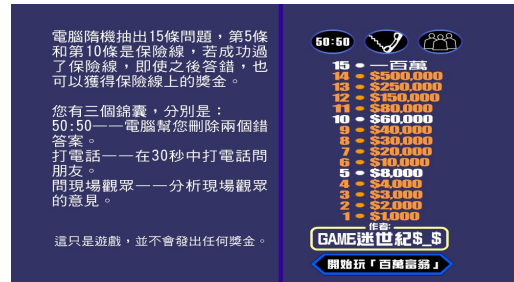 電腦隨機抽出15條問題，第5條
和第10條是保險線，若成功過
了保險線，即使之後答錯，也
可以獲得保險線上的獎金。
您有三個錦囊，分別是：
50:50——電腦幫您刪除兩個錯
答案。
打電話——在30秒中打電話問
朋友。
問現場觀眾——分析現場觀眾
的意見。
這只是遊戲，並不會發出任何獎金。
50:50
15 • 一百萬
14 • $500,000
13 • $250,000
12 • $150,000
11 • $80,000
10 • $60,000
9 • $40,000
8 • $30,000
7 • $20,000
6 • $10,000
5 • $8,000
4 • $4,000
3 • $3,000
2 • $2,000
1 • $1,000
作者:
GAME迷世紀$_$
開始玩「百萬富翁」